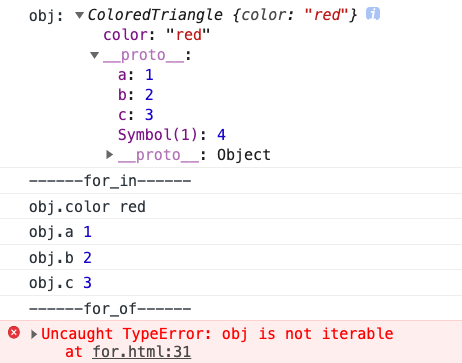 obj: ▼ColoredTriangle {color: "red"} i
color: "red"
▼__proto__:
a: 1
b: 2
c: 3
Symbol(1): 4
▶__proto__: Object
------for_in------
obj.color red
obj.a 1
obj.b 2
obj.c 3
------for_of------
▶Uncaught TypeError: obj is not iterable
at for.html:31